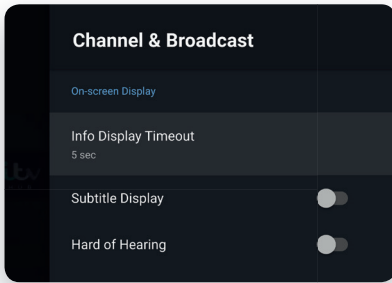 Channel & Broadcast
On-screen Display
Info Display Timeout
5 sec
Subtitle Display
Hard of Hearing